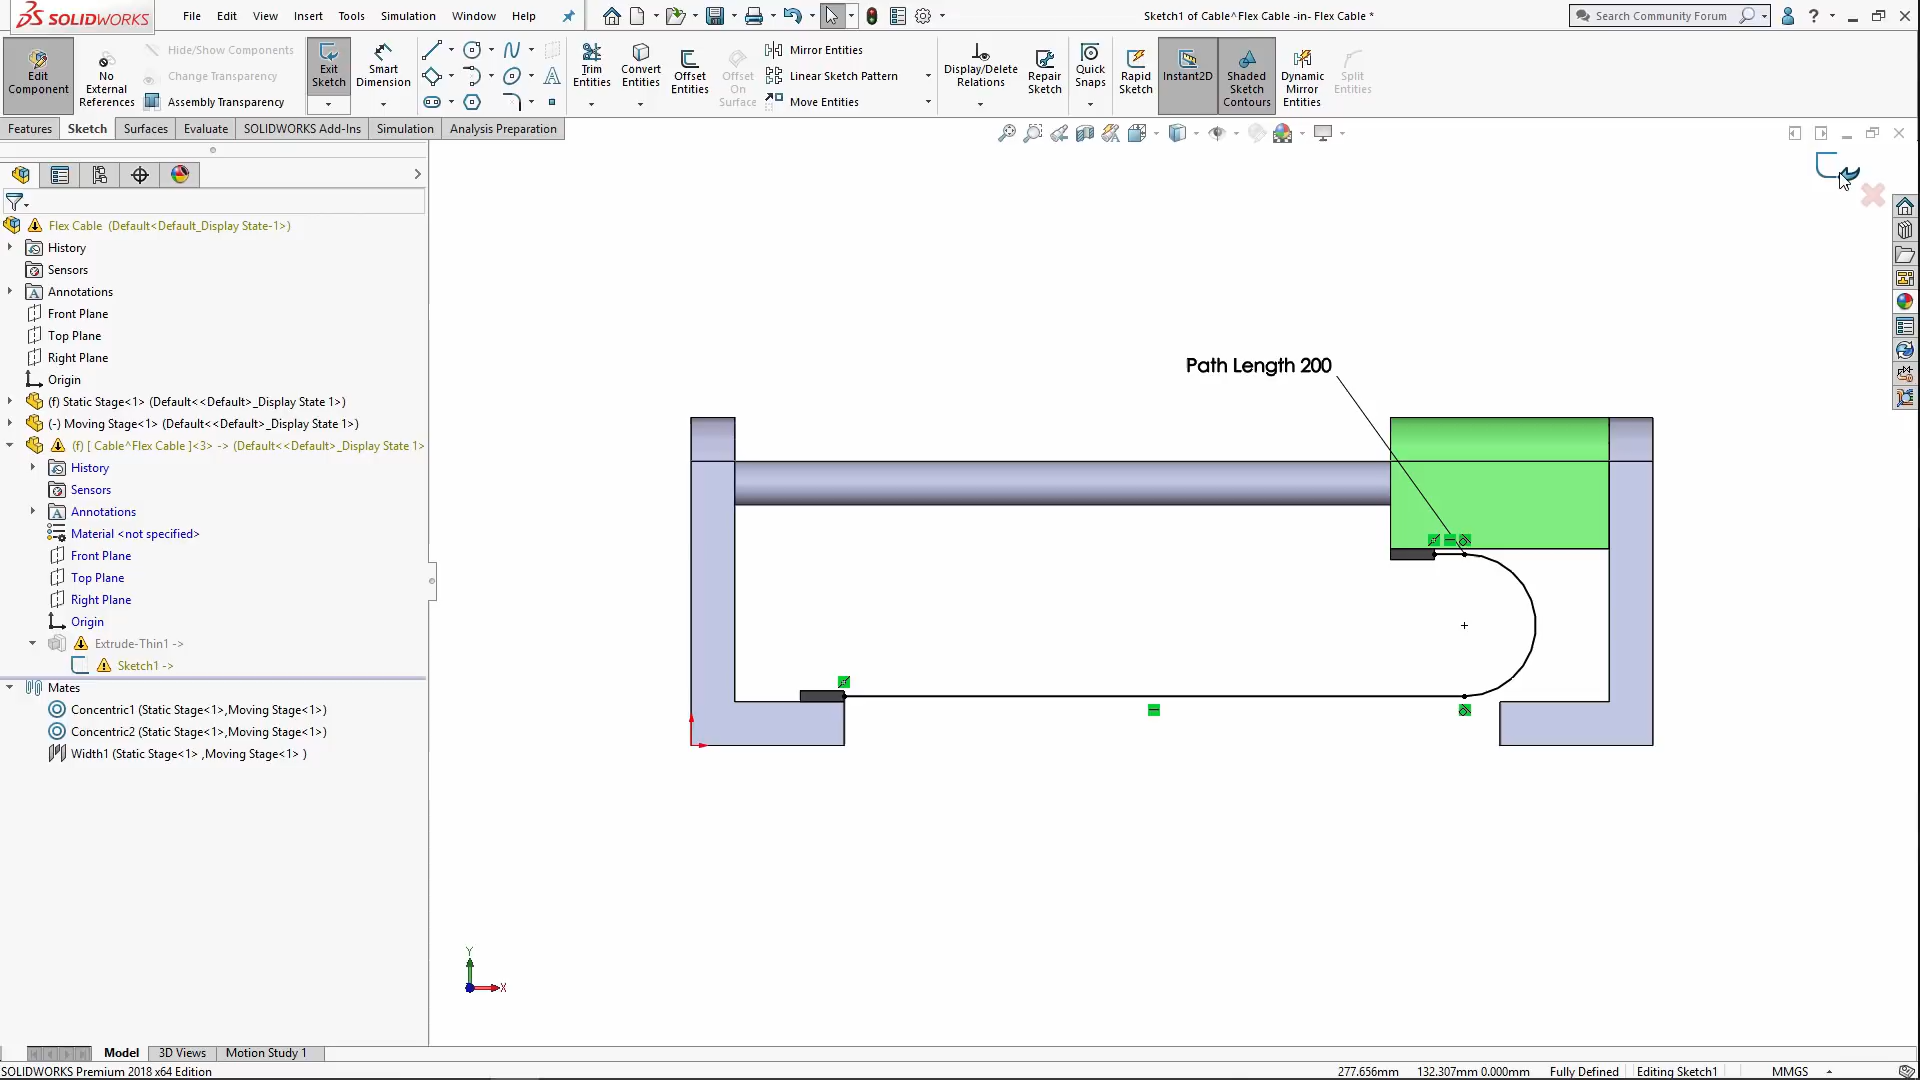 SOLIDWORKS
File Edit View Insert Tools Simulation Window Help
Sketch1 of Cable^Flex Cable -in- Flex Cable *
Search Community Forum
Edit Component
No External References
Hide/Show Components
Change Transparency
Assembly Transparency
Exit Sketch
Smart Dimension
Trim Entities
Convert Entities
Offset Entities
Offset On Surface
Mirror Entities
Linear Sketch Pattern
Move Entities
Display/Delete Relations
Repair Sketch
Quick Snaps
Rapid Sketch
Instant2D
Shaded Sketch Contours
Dynamic Mirror Entities
Split Entities
Features Sketch Surfaces Evaluate SOLIDWORKS Add-Ins Simulation Analysis Preparation
Flex Cable (Default<Default_Display State-1>)
History
Sensors
Annotations
Front Plane
Top Plane
Right Plane
Origin
(f) Static Stage<1> (Default<<Default>_Display State 1>)
(-) Moving Stage<1> (Default<<Default>_Display State 1>)
(f) [ Cable^Flex Cable ]<3> -> (Default<<Default>_Display State 1>
History
Sensors
Annotations
Material <not specified>
Front Plane
Top Plane
Right Plane
Origin
Extrude-Thin1 ->
Sketch1 ->
Mates
Concentric1 (Static Stage<1>,Moving Stage<1>)
Concentric2 (Static Stage<1>,Moving Stage<1>)
Width1 (Static Stage<1> ,Moving Stage<1> )
Path Length 200
Y
X
Model 3D Views Motion Study 1
SOLIDWORKS Premium 2018 x64 Edition
277.656mm 132.307mm 0.000mm Fully Defined Editing Sketch1 MMGS